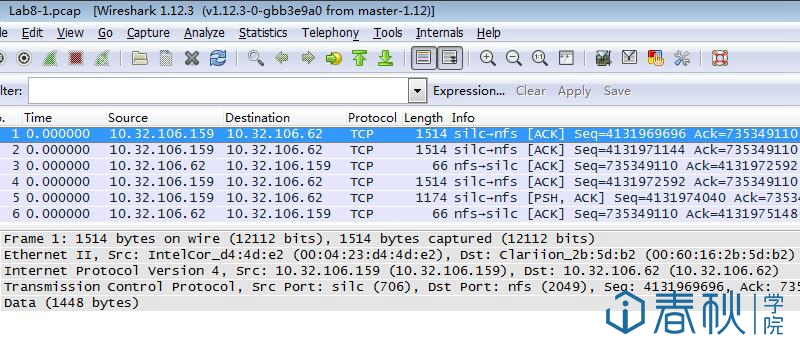 Lab8-1.pcap [Wireshark 1.12.3 (v1.12.3-0-gbb3e9a0 from master-1.12)]
Edit View Go Capture Analyze Statistics Telephony Tools Internals Help
lter: Expression... Clear Apply Save
o. Time Source Destination Protocol Length Info
1 0.000000 10.32.106.159 10.32.106.62 TCP 1514 silc→nfs [ACK] Seq=4131969696 Ack=735349110
2 0.000000 10.32.106.159 10.32.106.62 TCP 1514 silc→nfs [ACK] Seq=4131971144 Ack=735349110
3 0.000000 10.32.106.62 10.32.106.159 TCP 66 nfs→silc [ACK] Seq=735349110 Ack=4131972592
4 0.000000 10.32.106.159 10.32.106.62 TCP 1514 silc→nfs [ACK] Seq=4131972592 Ack=735349110
5 0.000000 10.32.106.159 10.32.106.62 TCP 1174 silc→nfs [PSH, ACK] Seq=4131974040 Ack=7353
6 0.000000 10.32.106.62 10.32.106.159 TCP 66 nfs→silc [ACK] Seq=735349110 Ack=4131975148
Frame 1: 1514 bytes on wire (12112 bits), 1514 bytes captured (12112 bits)
Ethernet II, Src: IntelCor_d4:4d:e2 (00:04:23:d4:4d:e2), Dst: Clariion_2b:5d:b2 (00:60:16:2b:5d:b2)
Internet Protocol Version 4, Src: 10.32.106.159 (10.32.106.159), Dst: 10.32.106.62 (10.32.106.62)
Transmission Control Protocol, Src Port: silc (706), Dst Port: nfs (2049), Seq: 4131969696, Ack: 735
Data (1448 bytes)
春秋学院